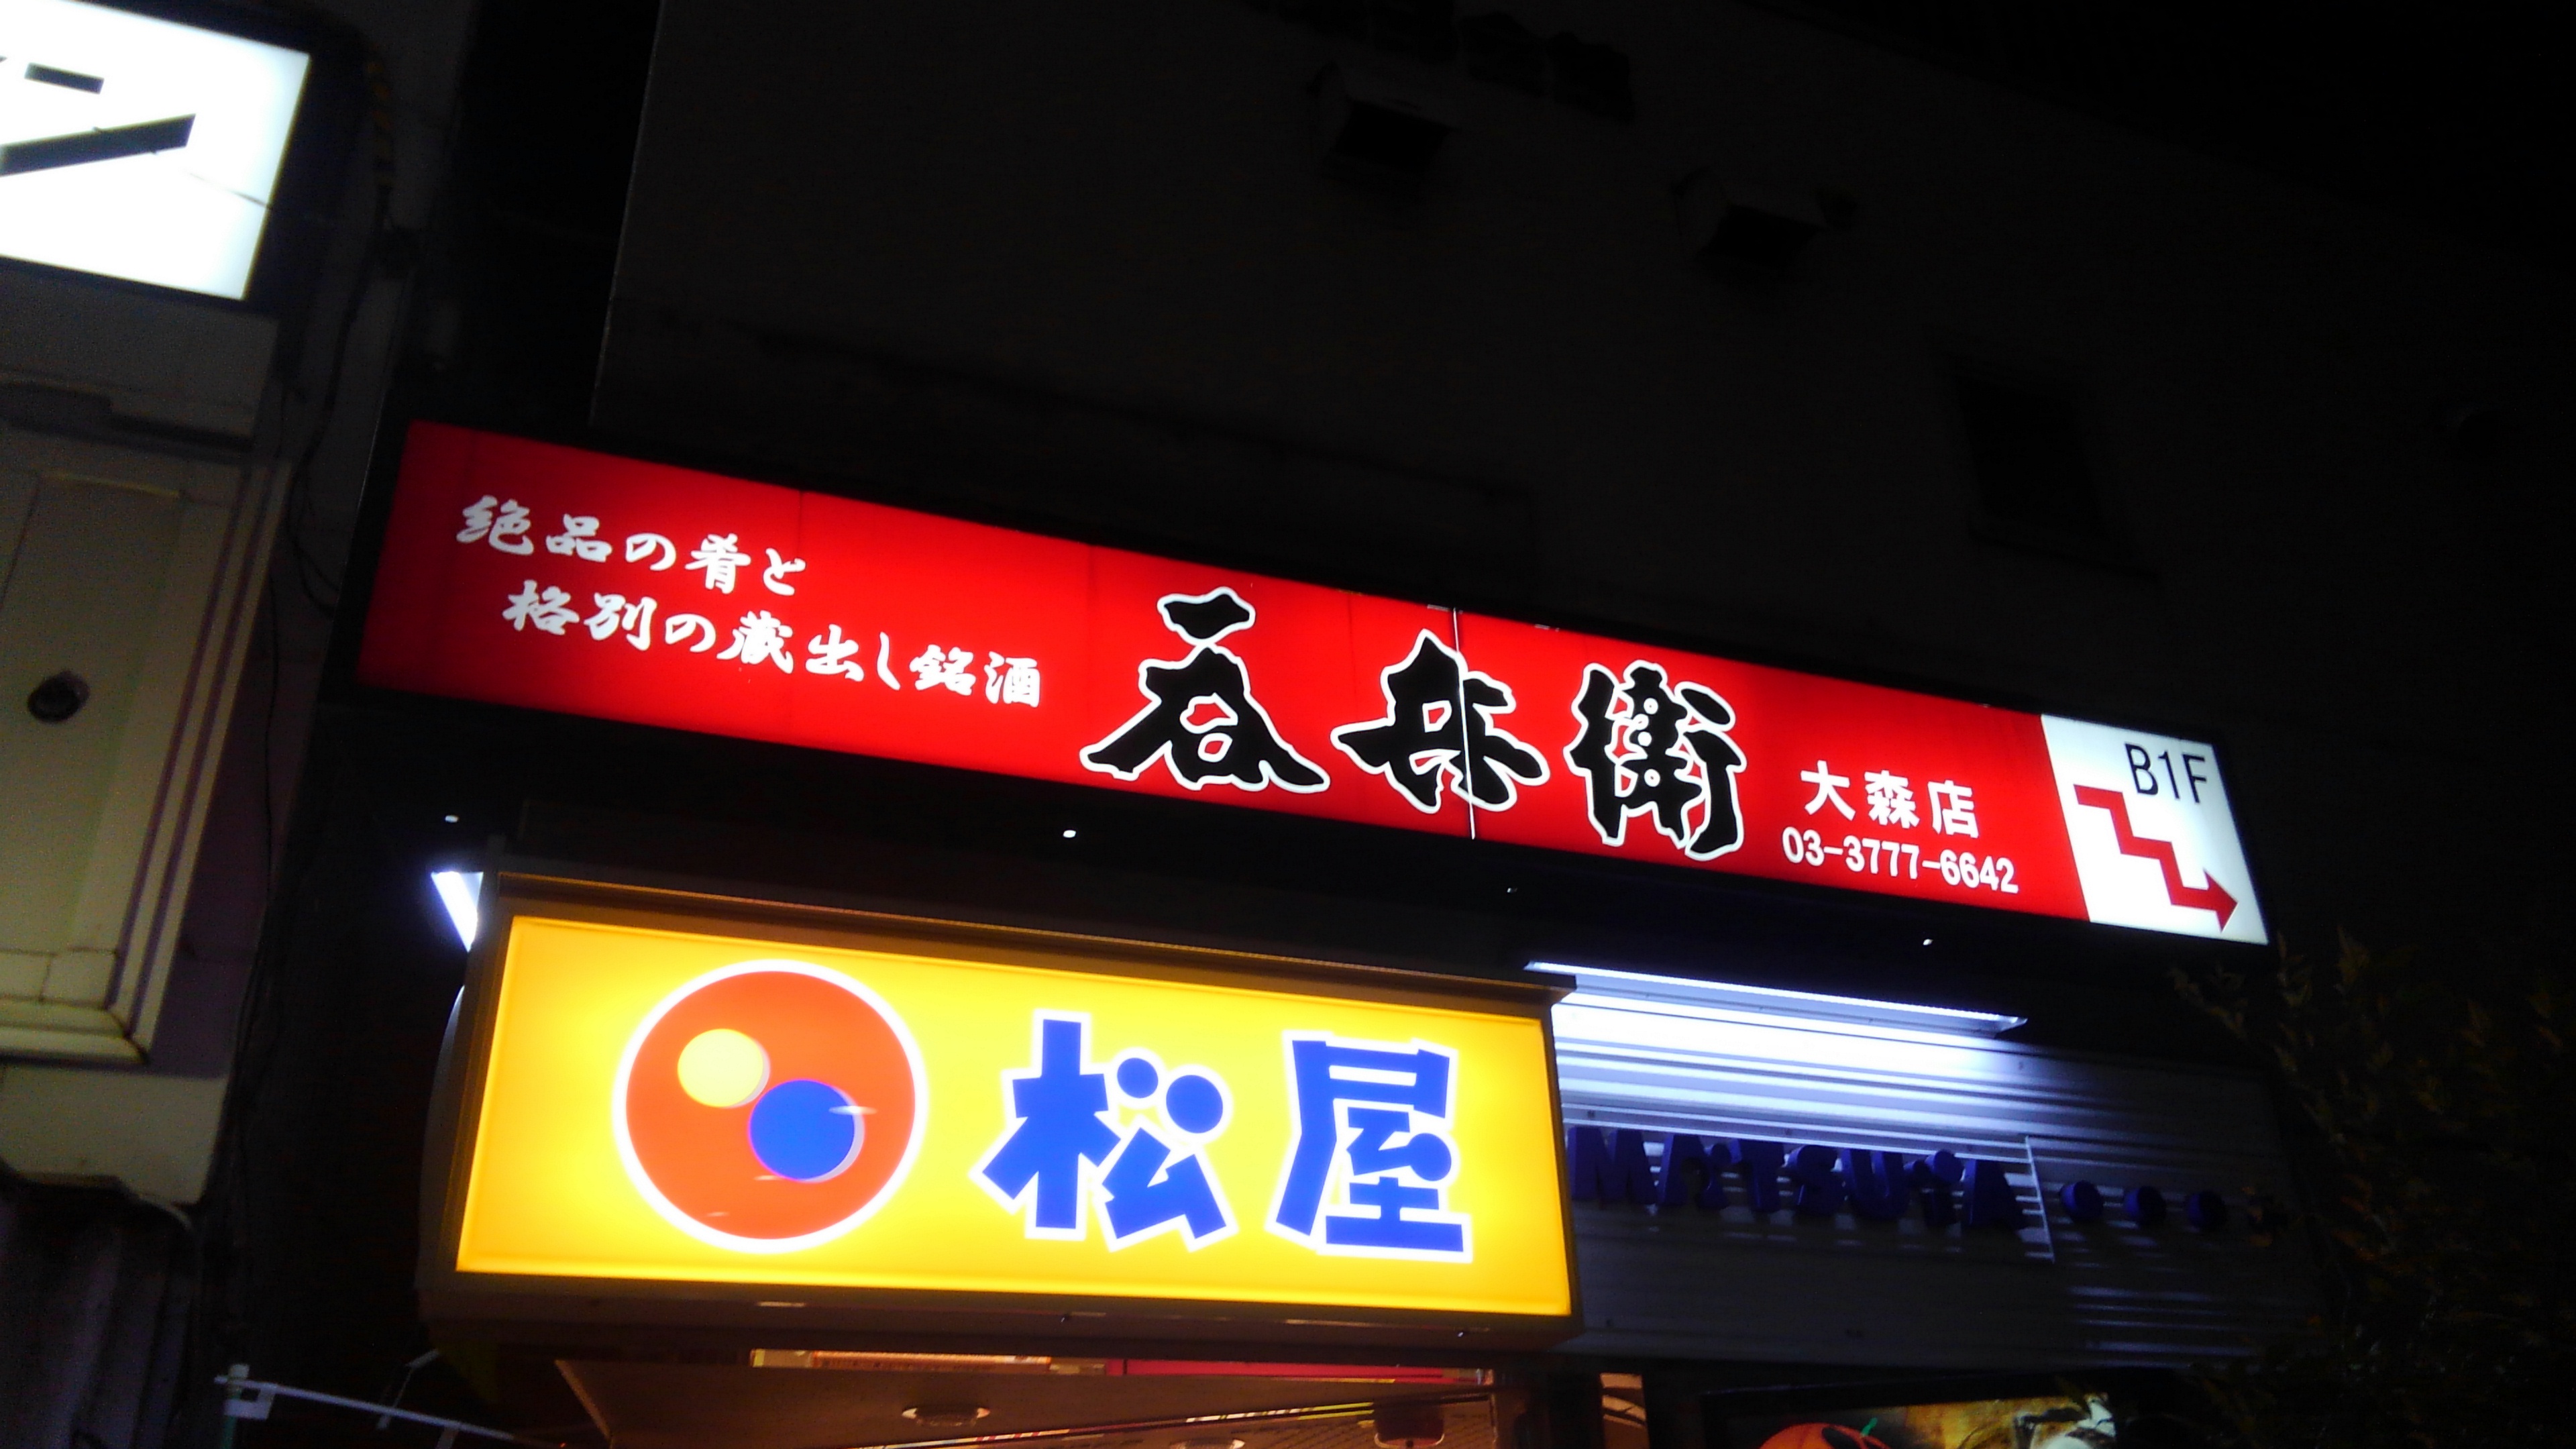 絶品の肴と
格別の蔵出し銘酒
呑兵衛
大森店
03-3777-6642
B1F
松屋
MATSUYA